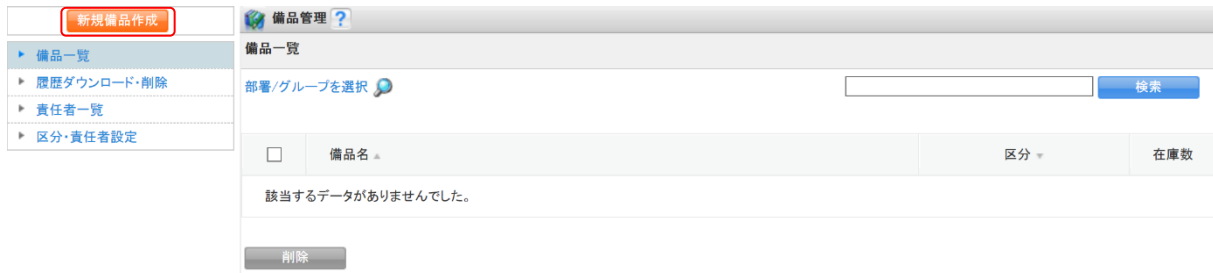 新規備品作成
備品一覧
履歴ダウンロード・削除
責任者一覧
区分・責任者設定
備品管理 ?
備品一覧
部署/グループを選択
検索
備品名 区分 在庫数
該当するデータがありませんでした。
削除